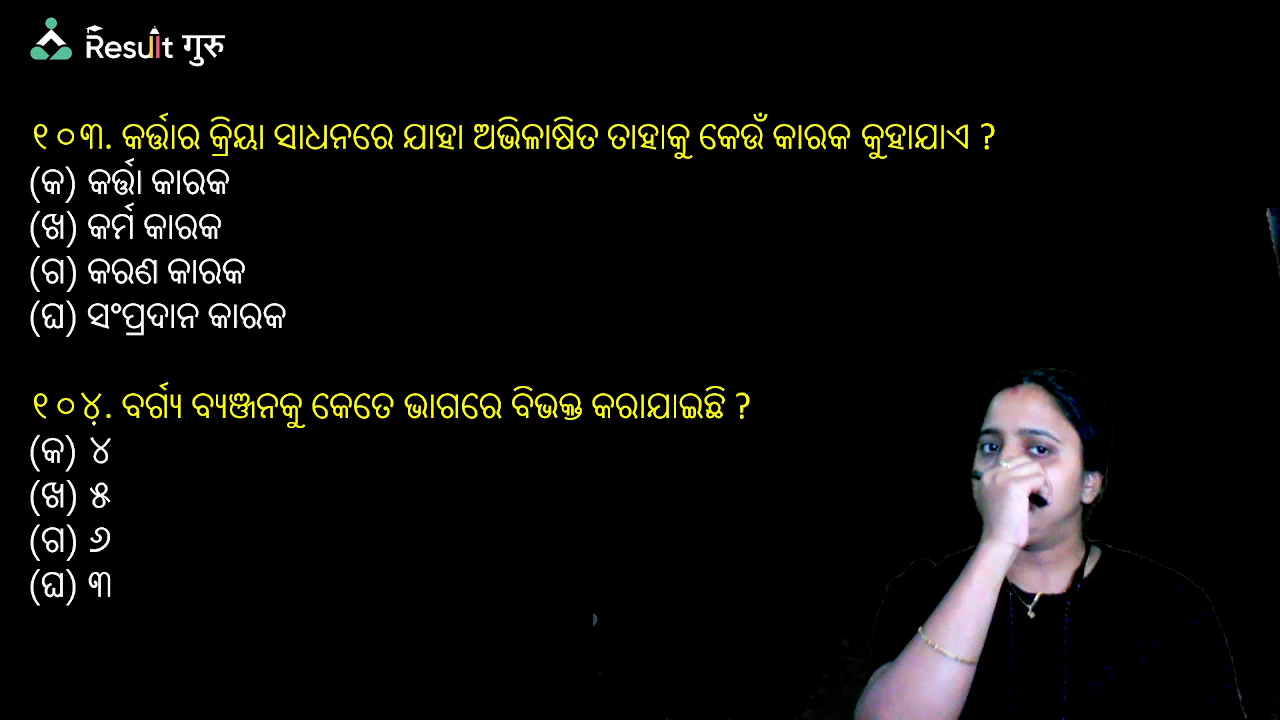 Result गुरु
୧୦୩. କର୍ତ୍ତାର କ୍ରିୟା ସାଧନରେ ଯାହା ଅଭିଳାଷିତ ତାହାକୁ କେଉଁ କାରକ କୁହାଯାଏ ?
(କ) କର୍ତ୍ତା କାରକ
(ଖ) କର୍ମ କାରକ
(ଗ) କରଣ କାରକ
(ଘ) ସଂପ୍ରଦାନ କାରକ
୧୦୪. ବର୍ଗ୍ୟ ବ୍ୟଞ୍ଜନକୁ କେତେ ଭାଗରେ ବିଭକ୍ତ କରାଯାଇଛି ?
(କ) ୪
(ଖ) ୫
(ଗ) ୬
(ଘ) ୩